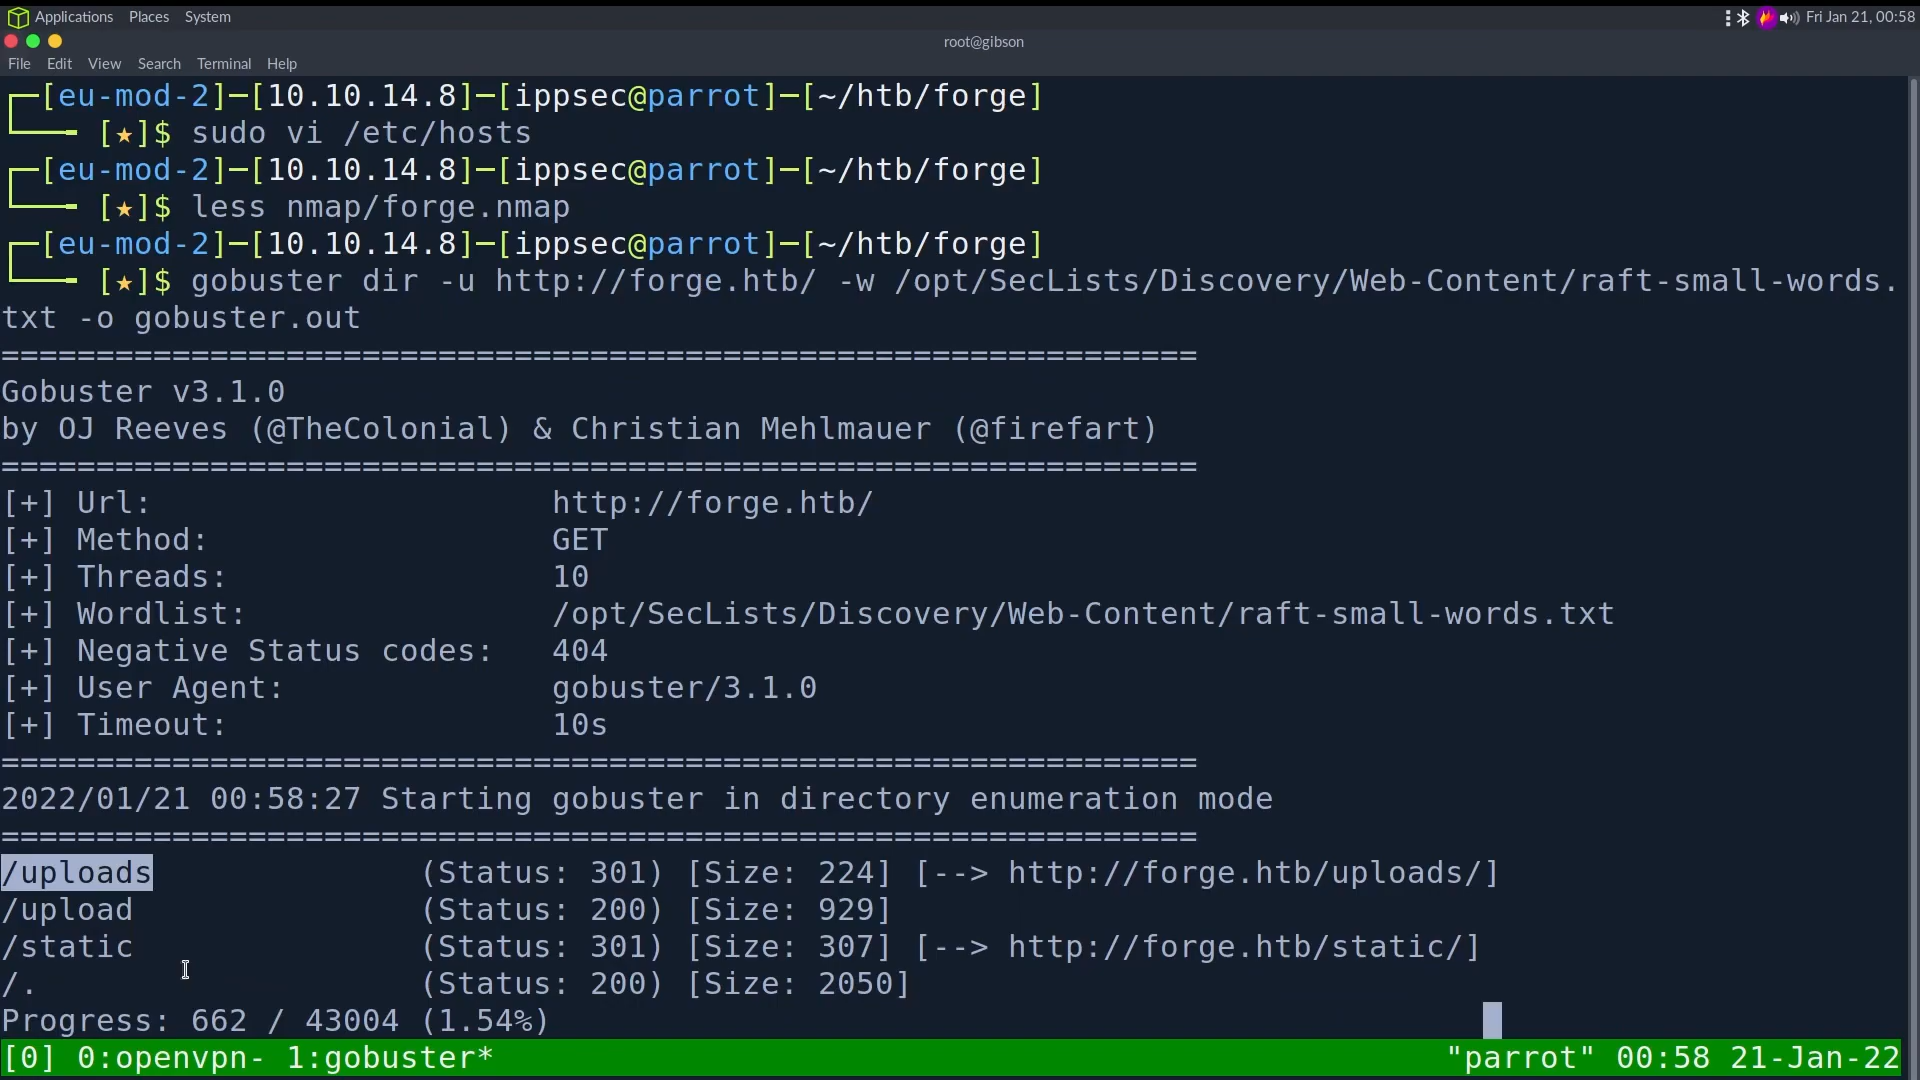 Applications Places System Fri Jan 21, 00:58
root@gibson
File Edit View Search Terminal Help
┌─[eu-mod-2]─[10.10.14.8]─[ippsec@parrot]─[~/htb/forge]
└──╼ [★]$ sudo vi /etc/hosts
┌─[eu-mod-2]─[10.10.14.8]─[ippsec@parrot]─[~/htb/forge]
└──╼ [★]$ less nmap/forge.nmap
┌─[eu-mod-2]─[10.10.14.8]─[ippsec@parrot]─[~/htb/forge]
└──╼ [★]$ gobuster dir -u http://forge.htb/ -w /opt/SecLists/Discovery/Web-Content/raft-small-words.
txt -o gobuster.out
===============================================================
Gobuster v3.1.0
by OJ Reeves (@TheColonial) & Christian Mehlmauer (@firefart)
===============================================================
[+] Url:                     http://forge.htb/
[+] Method:                  GET
[+] Threads:                 10
[+] Wordlist:                /opt/SecLists/Discovery/Web-Content/raft-small-words.txt
[+] Negative Status codes:   404
[+] User Agent:              gobuster/3.1.0
[+] Timeout:                 10s
===============================================================
2022/01/21 00:58:27 Starting gobuster in directory enumeration mode
===============================================================
/uploads              (Status: 301) [Size: 224] [--> http://forge.htb/uploads/]
/upload               (Status: 200) [Size: 929]
/static               (Status: 301) [Size: 307] [--> http://forge.htb/static/]
/.                    (Status: 200) [Size: 2050]
Progress: 662 / 43004 (1.54%)
[0] 0:openvpn- 1:gobuster* "parrot" 00:58 21-Jan-22